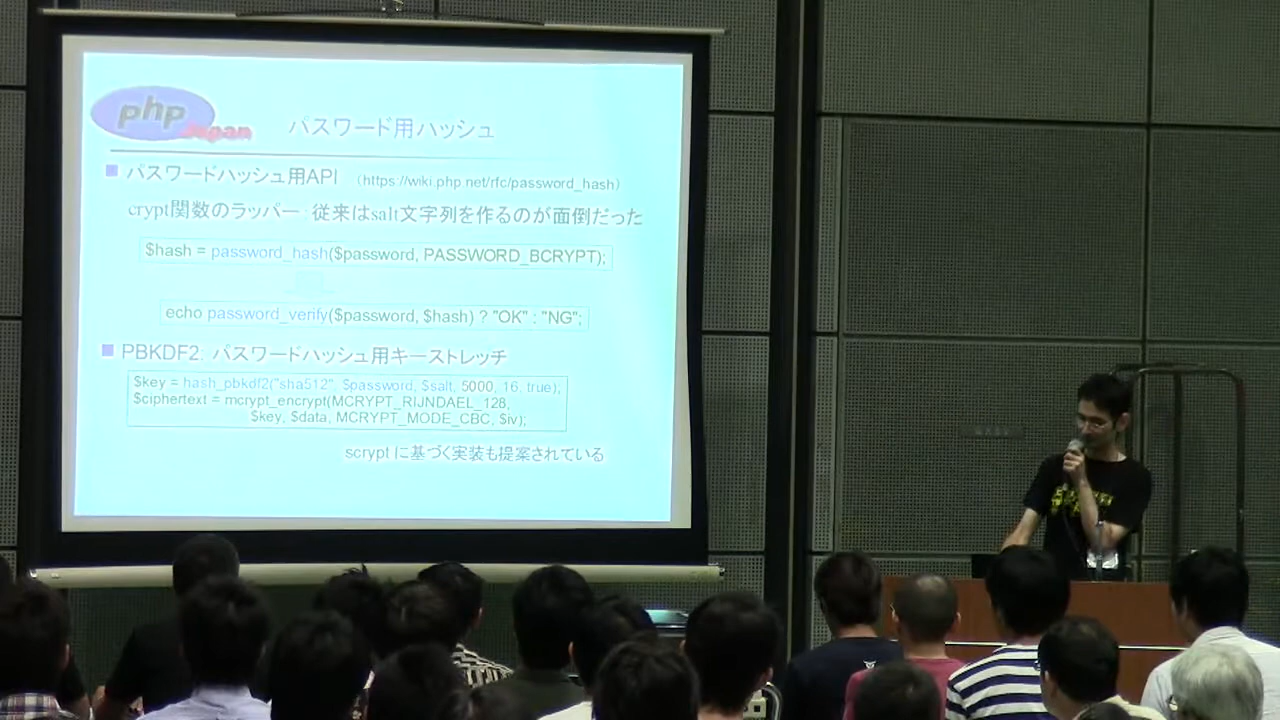 php
Japan
パスワード用ハッシュ
パスワードハッシュ用API （https://wiki.php.net/rfc/password_hash）
crypt関数のラッパー：従来はsalt文字列を作るのが面倒だった
$hash = password_hash($password, PASSWORD_BCRYPT);
echo password_verify($password, $hash) ? "OK" : "NG";
PBKDF2: パスワードハッシュ用キーストレッチ
$key = hash_pbkdf2("sha512", $password, $salt, 5000, 16, true);
$ciphertext = mcrypt_encrypt(MCRYPT_RIJNDAEL_128,
$key, $data, MCRYPT_MODE_CBC, $iv);
scrypt に基づく実装も提案されている